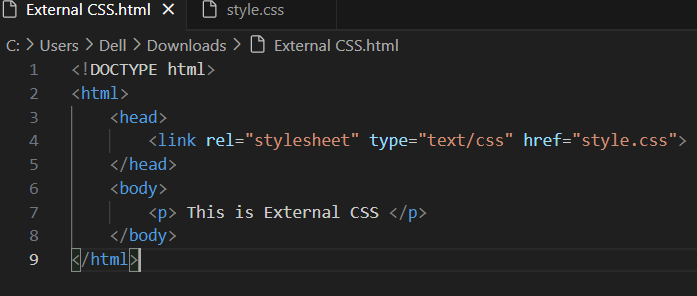 External CSS.html style.css
C: > Users > Dell > Downloads > External CSS.html
1 <!DOCTYPE html>
2 <html>
3     <head>
4         <link rel="stylesheet" type="text/css" href="style.css">
5     </head>
6     <body>
7         <p> This is External CSS </p>
8     </body>
9 </html>